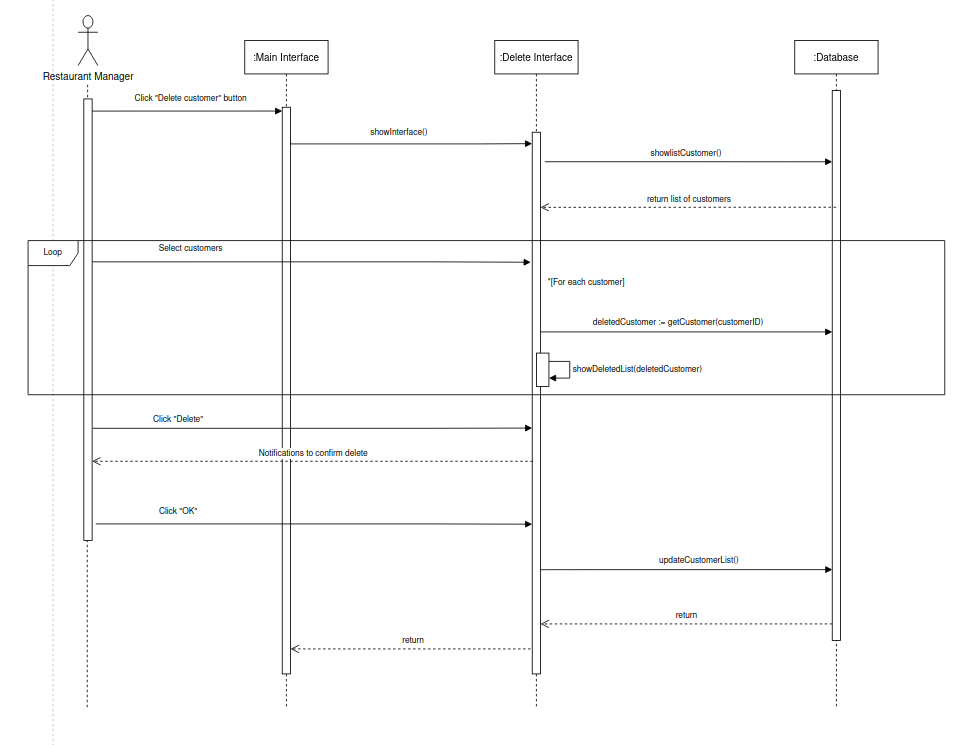 Restaurant Manager
:Main Interface
:Delete Interface
:Database
Click "Delete customer" button
showInterface()
showlistCustomer()
return list of customers
Loop
Select customers
*[For each customer]
deletedCustomer := getCustomer(customerID)
showDeletedList(deletedCustomer)
Click "Delete"
Notifications to confirm delete
Click "OK"
updateCustomerList()
return
return